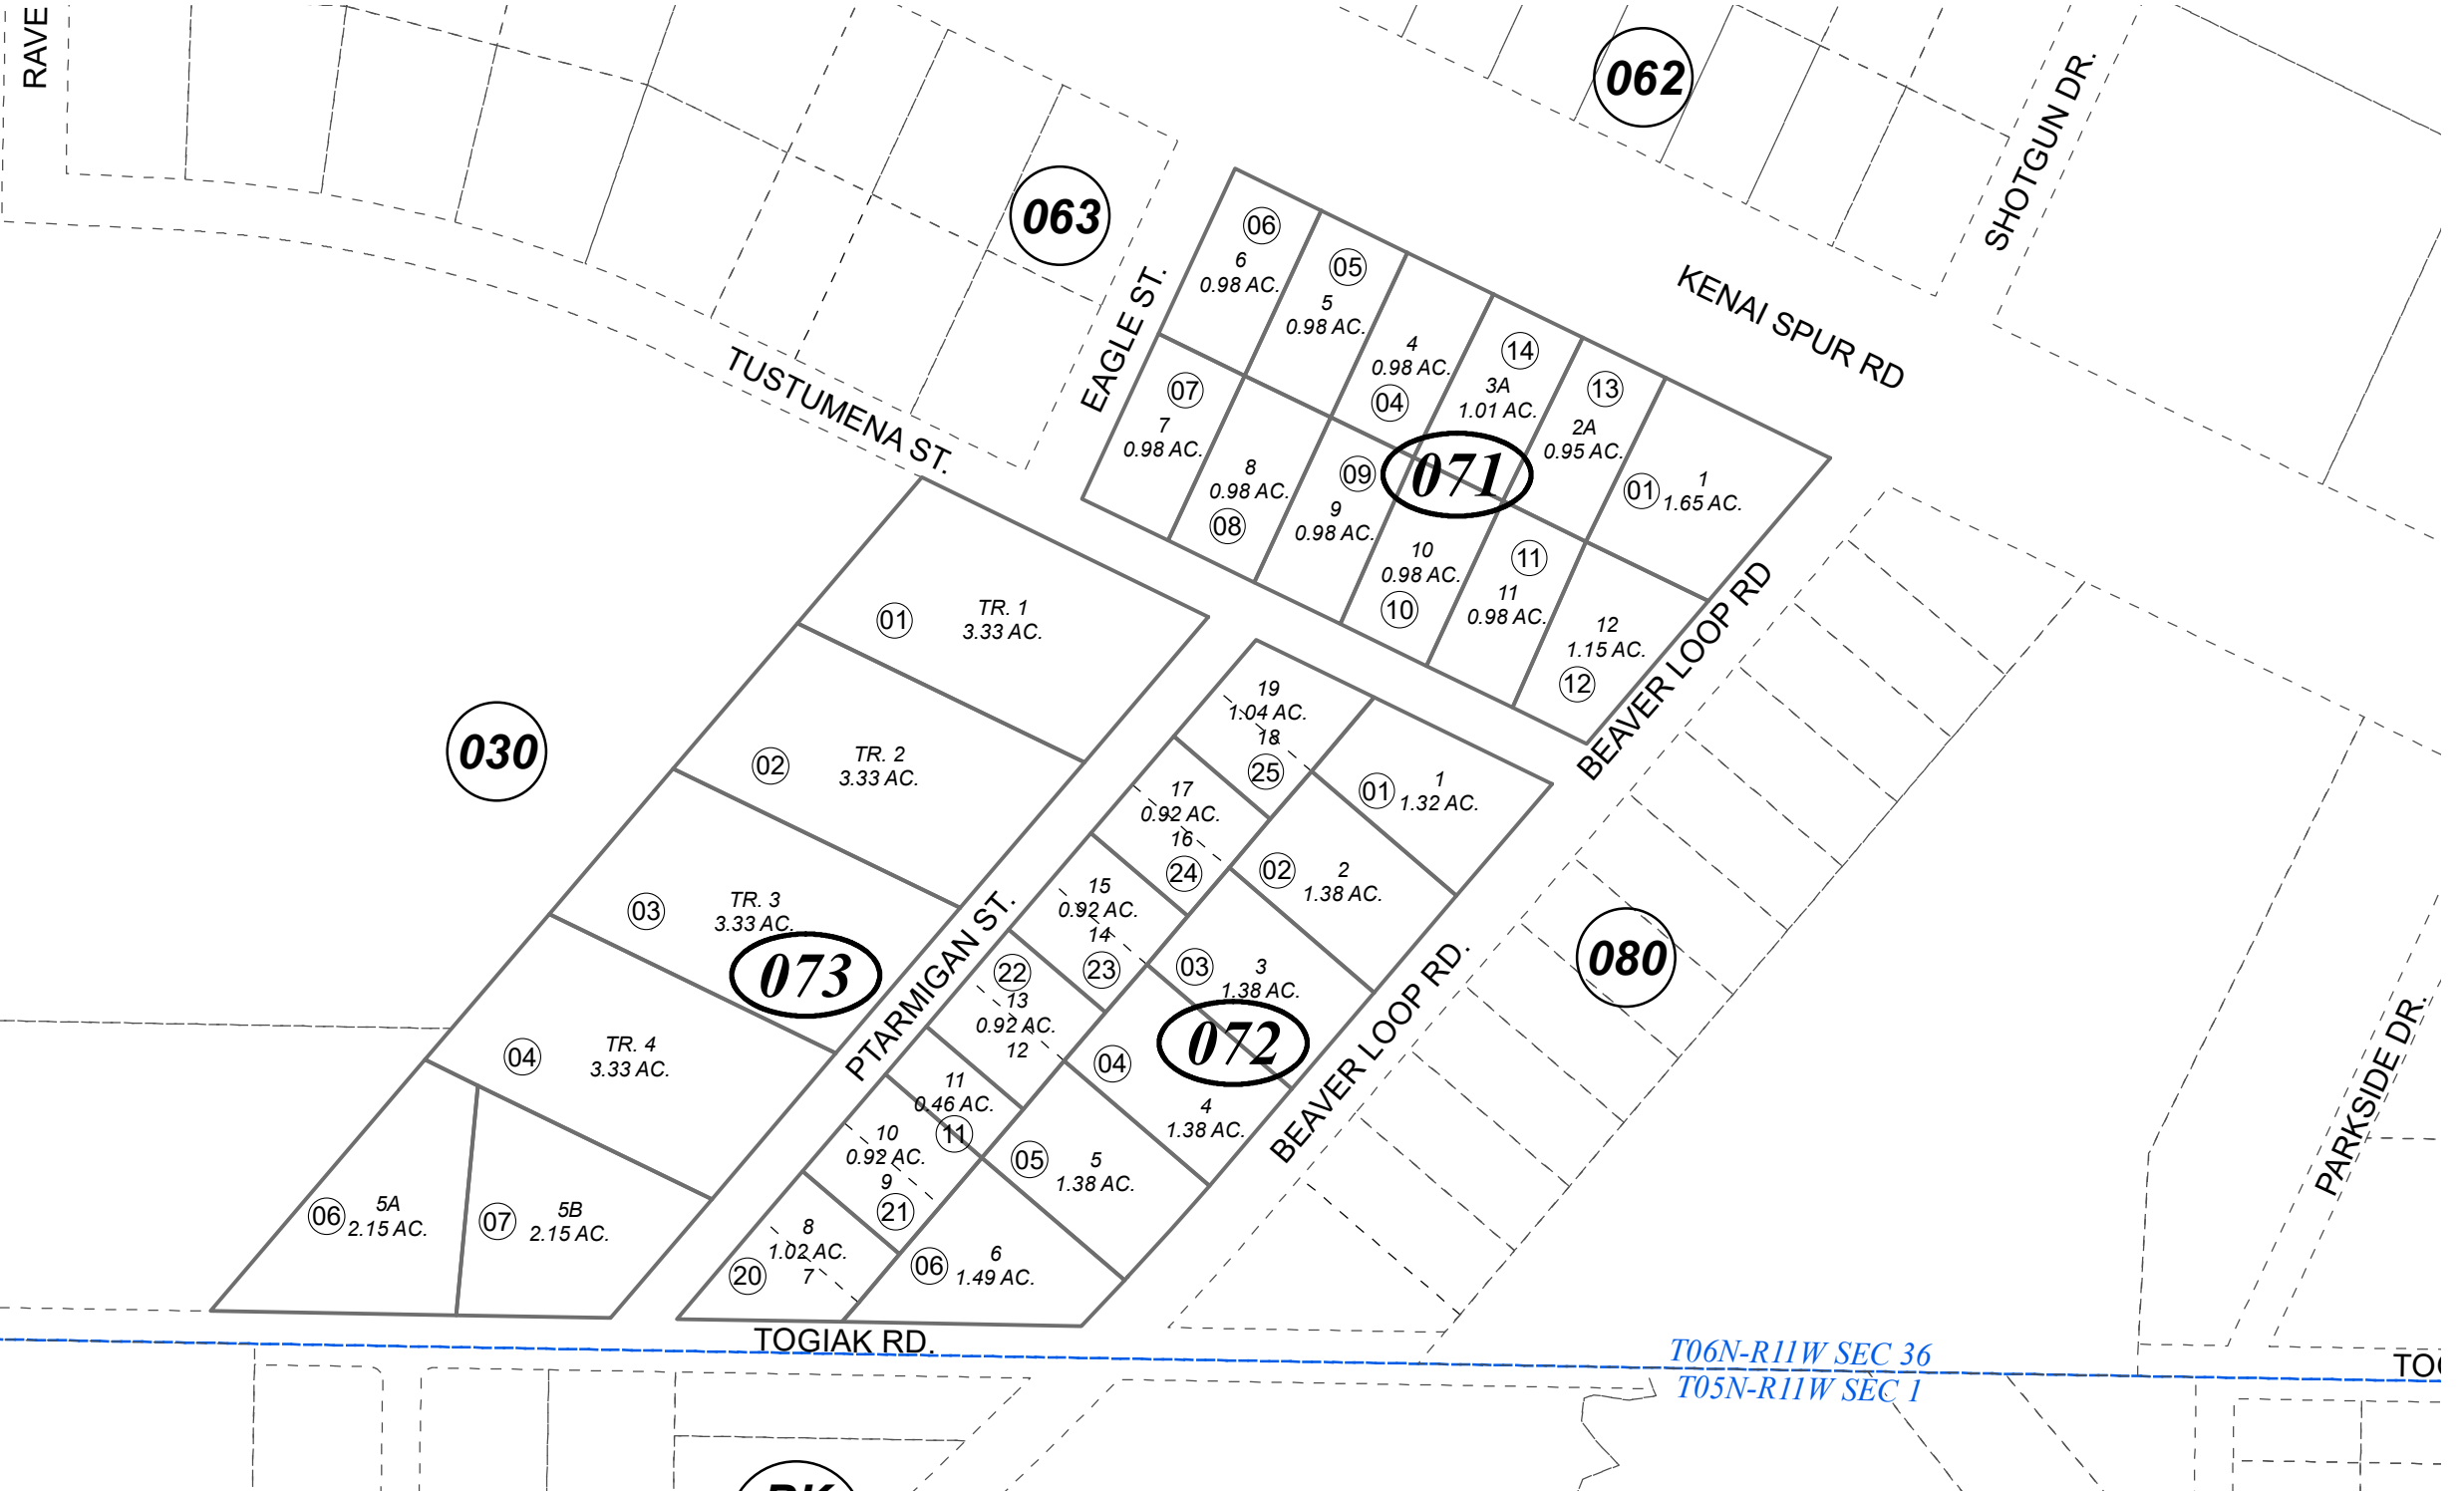 RAVE
062
SHOTGUN DR.
063
KENAI SPUR RD
EAGLE ST.
TUSTUMENA ST.
06
6
0.98 AC.
05
5
0.98 AC.
4
0.98 AC.
04
14
3A
1.01 AC.
13
2A
0.95 AC.
01
1
1.65 AC.
07
7
0.98 AC.
8
0.98 AC.
08
09
9
0.98 AC.
071
10
0.98 AC.
10
11
11
0.98 AC.
12
1.15 AC.
12
BEAVER LOOP RD
01
TR. 1
3.33 AC.
02
TR. 2
3.33 AC.
03
TR. 3
3.33 AC.
073
04
TR. 4
3.33 AC.
06
5A
2.15 AC.
07
5B
2.15 AC.
030
PTARMIGAN ST.
19
1.04 AC.
18
25
17
0.92 AC.
16
24
15
0.92 AC.
14
23
22
13
0.92 AC.
12
11
0.46 AC.
11
10
0.92 AC.
9
21
8
1.02 AC.
7
20
01
1
1.32 AC.
02
2
1.38 AC.
03
3
1.38 AC.
072
04
4
1.38 AC.
05
5
1.38 AC.
06
6
1.49 AC.
BEAVER LOOP RD.
080
PARKSIDE DR.
TOGIAK RD.
T06N-R11W SEC 36
T05N-R11W SEC 1
TOG